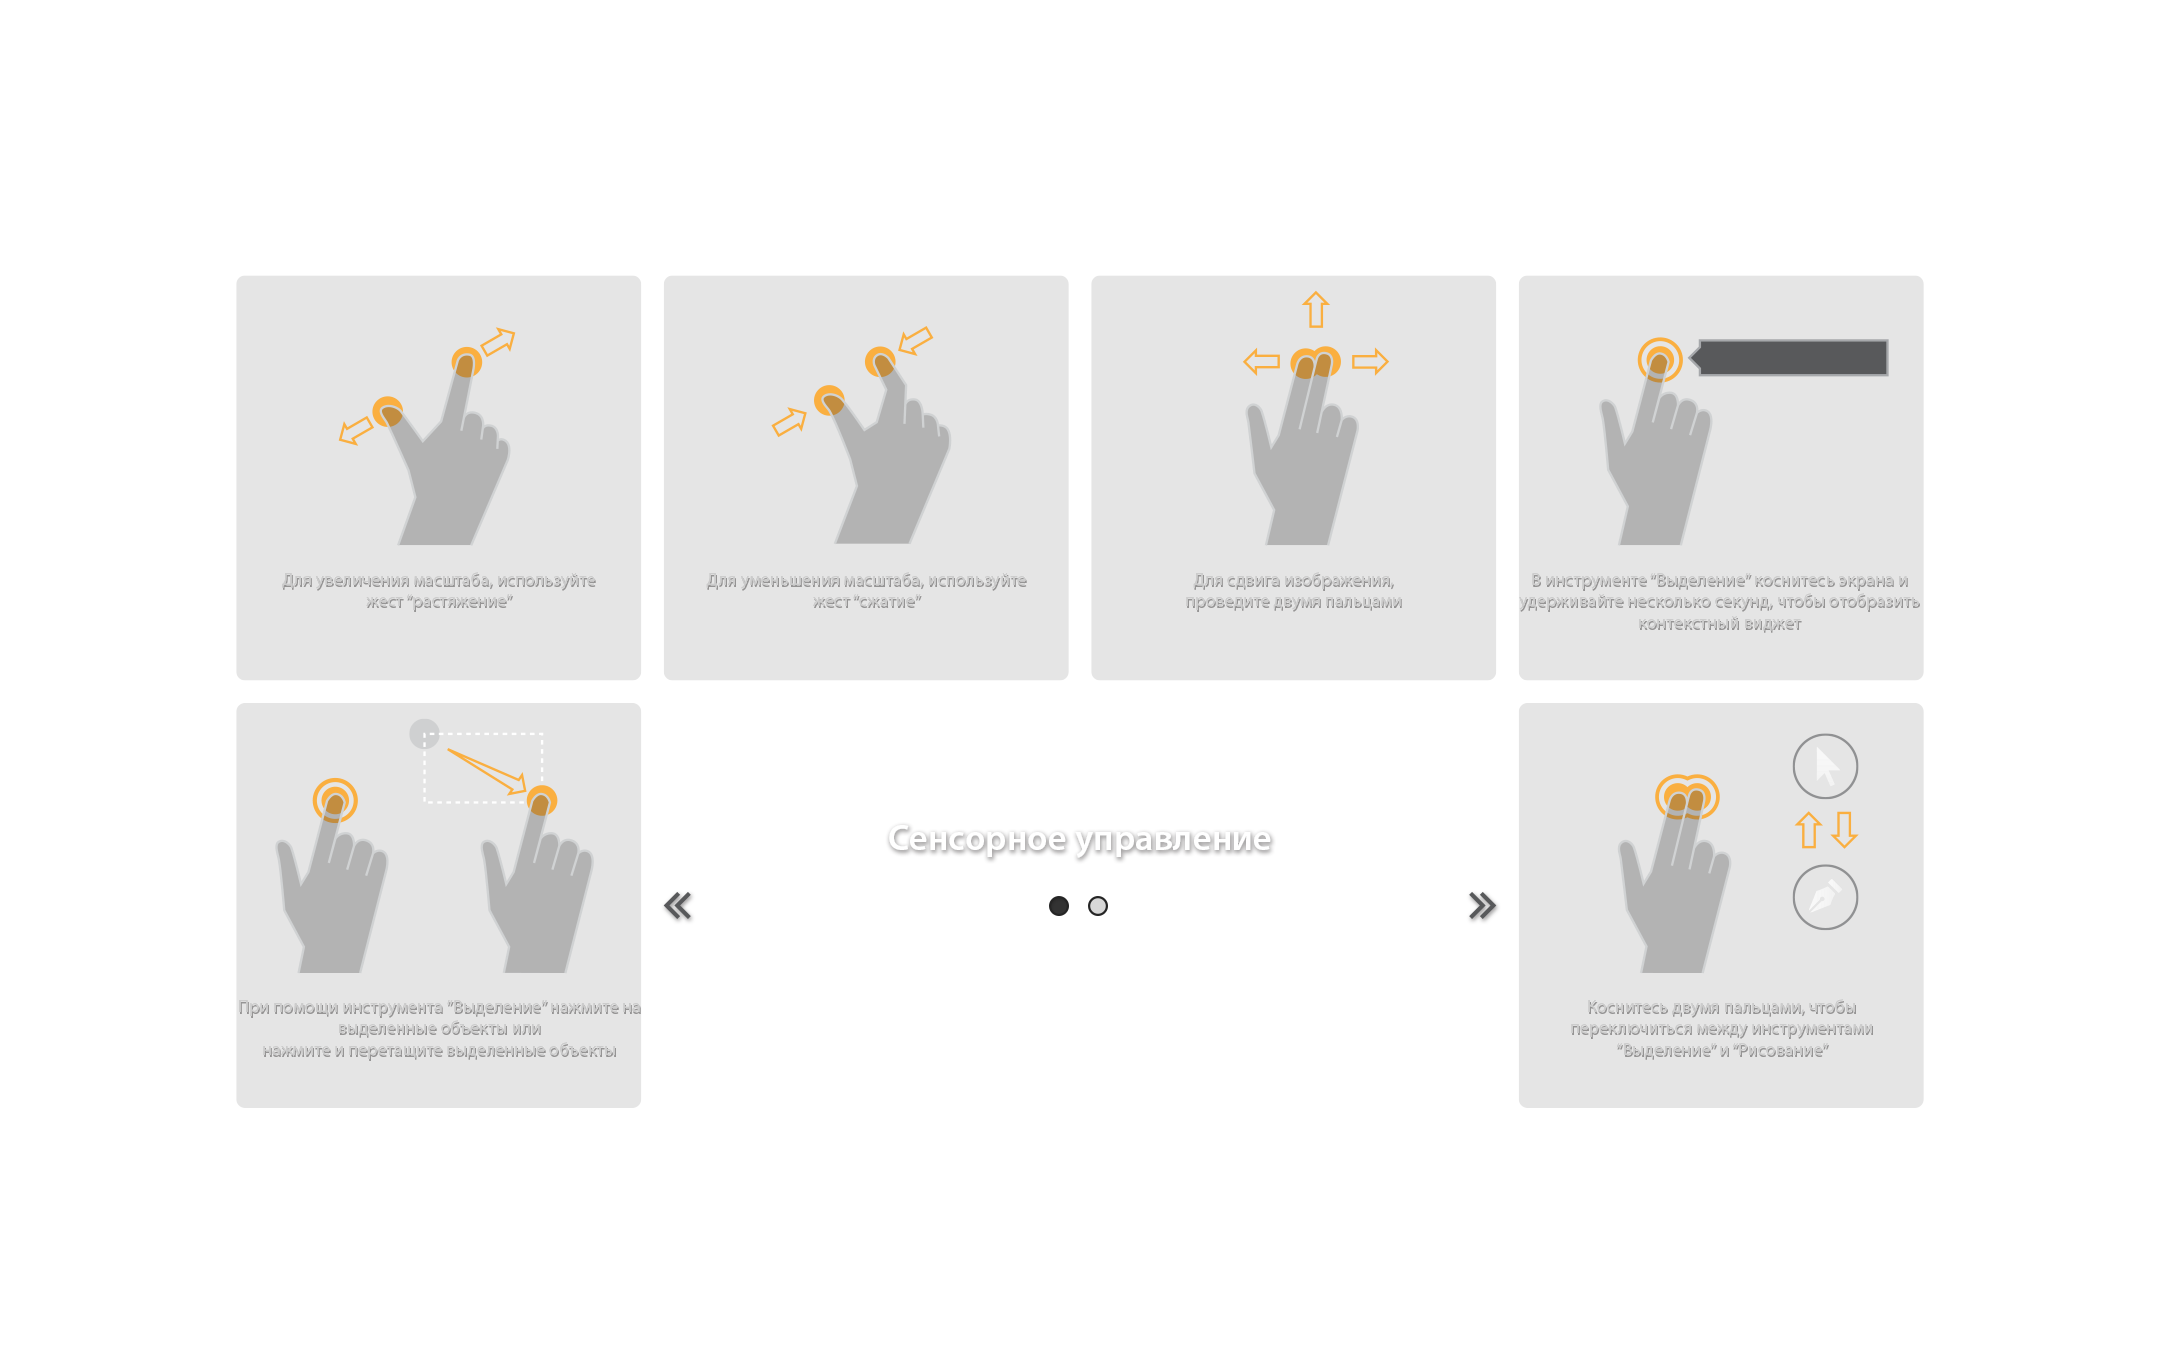 Для увеличения масштаба, используйте
жест "растяжение"
Для уменьшения масштаба, используйте
жест "сжатие"
Для сдвига изображения,
проведите двумя пальцами
В инструменте "Выделение" коснитесь экрана и
удерживайте несколько секунд, чтобы отобразить
контекстный виджет
При помощи инструмента "Выделение" нажмите на
выделенные объекты или
нажмите и перетащите выделенные объекты
Сенсорное управление
Коснитесь двумя пальцами, чтобы
переключиться между инструментами
"Выделение" и "Рисование"